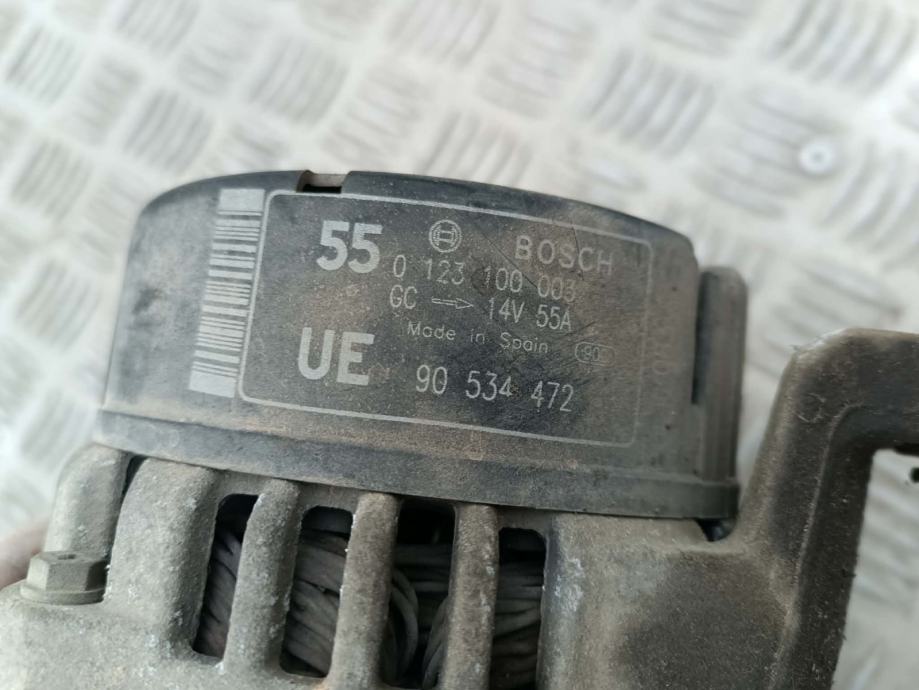 55 BOSCH
0 123 100 003
GC → 14V 55A
Made in Spain
UE 90 534 472